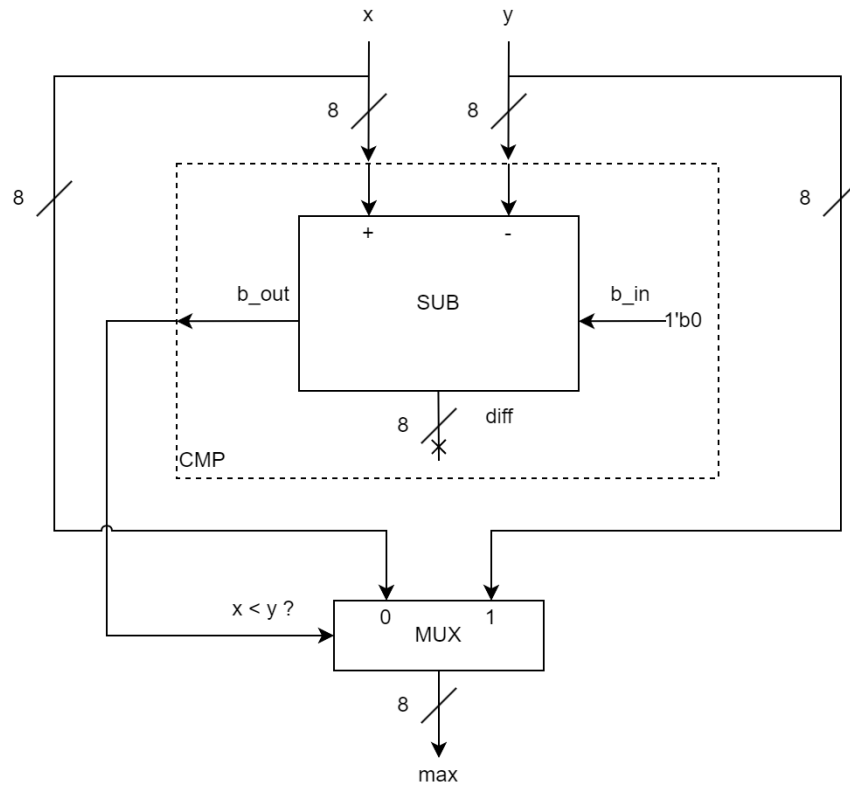 x
y
8
8
8
8
+
-
b_out
SUB
b_in
1'b0
8
diff
CMP
x < y ?
0
1
MUX
8
max